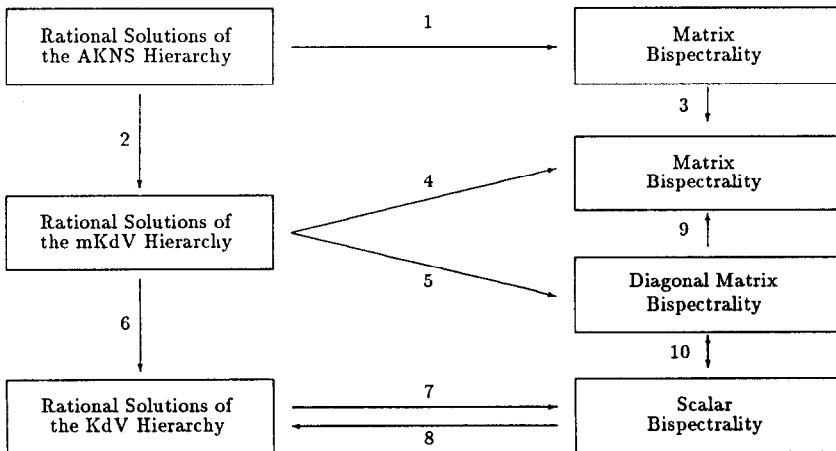 Rational Solutions of
the AKNS Hierarchy
1
Matrix
Bispectrality
2
3
Matrix
Bispectrality
4
Rational Solutions of
the mKdV Hierarchy
9
5
Diagonal Matrix
Bispectrality
6
10
Rational Solutions of
the KdV Hierarchy
7
8
Scalar
Bispectrality